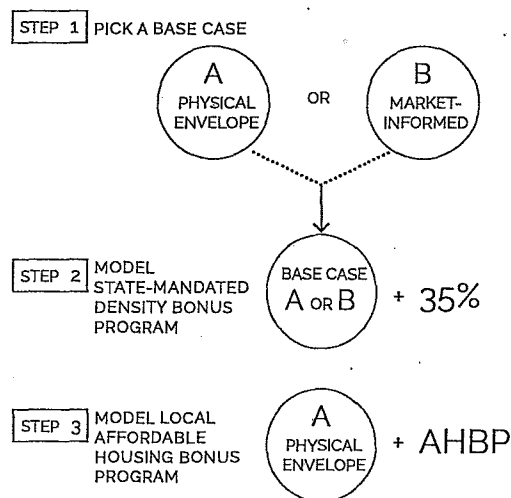 STEP 1 PICK A BASE CASE
A
PHYSICAL
ENVELOPE
OR
B
MARKET-
INFORMED
STEP 2 MODEL
STATE-MANDATED
DENSITY BONUS
PROGRAM
BASE CASE
A OR B
+ 35%
STEP 3 MODEL LOCAL
AFFORDABLE
HOUSING BONUS
PROGRAM
A
PHYSICAL
ENVELOPE
+ AHBP